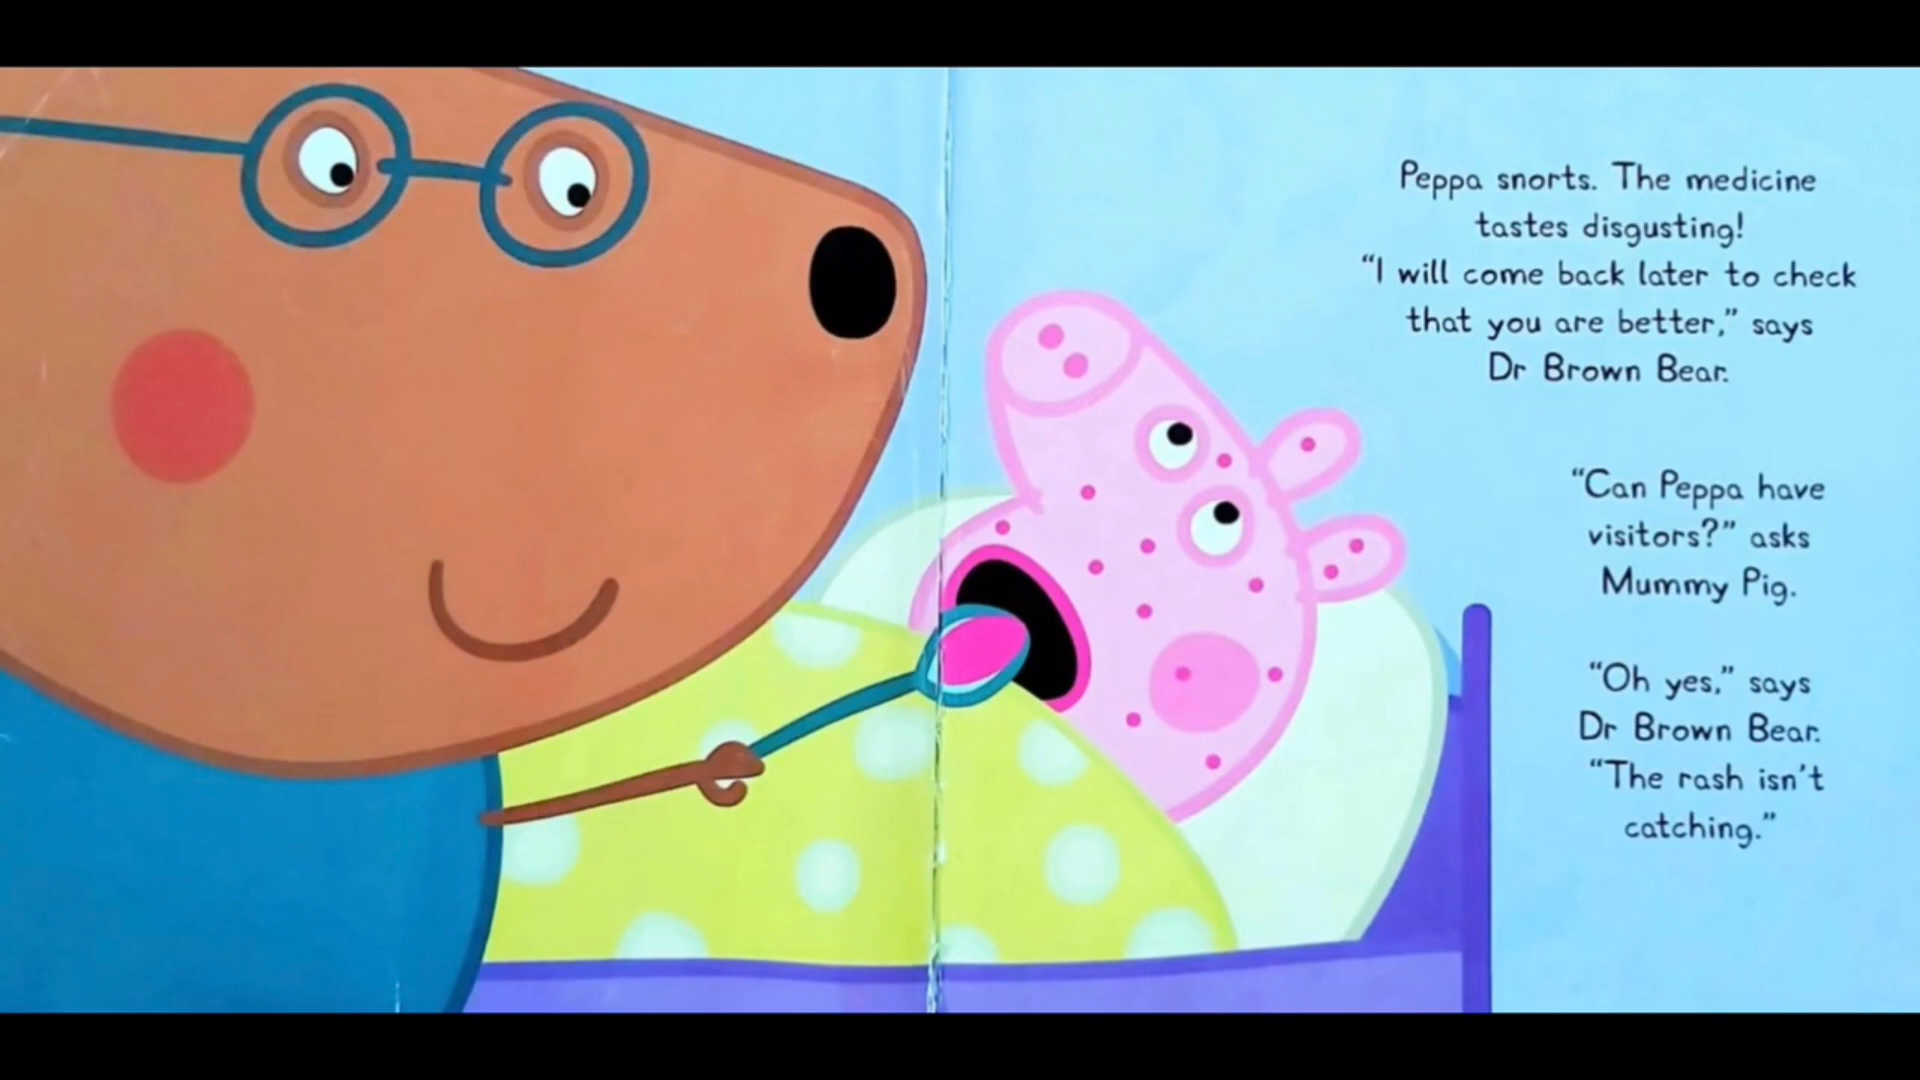 Peppa snorts. The medicine
tastes disgusting!
“I will come back later to check
that you are better,” says
Dr Brown Bear.
“Can Peppa have
visitors?” asks
Mummy Pig.
“Oh yes,” says
Dr Brown Bear.
“The rash isn’t
catching.”